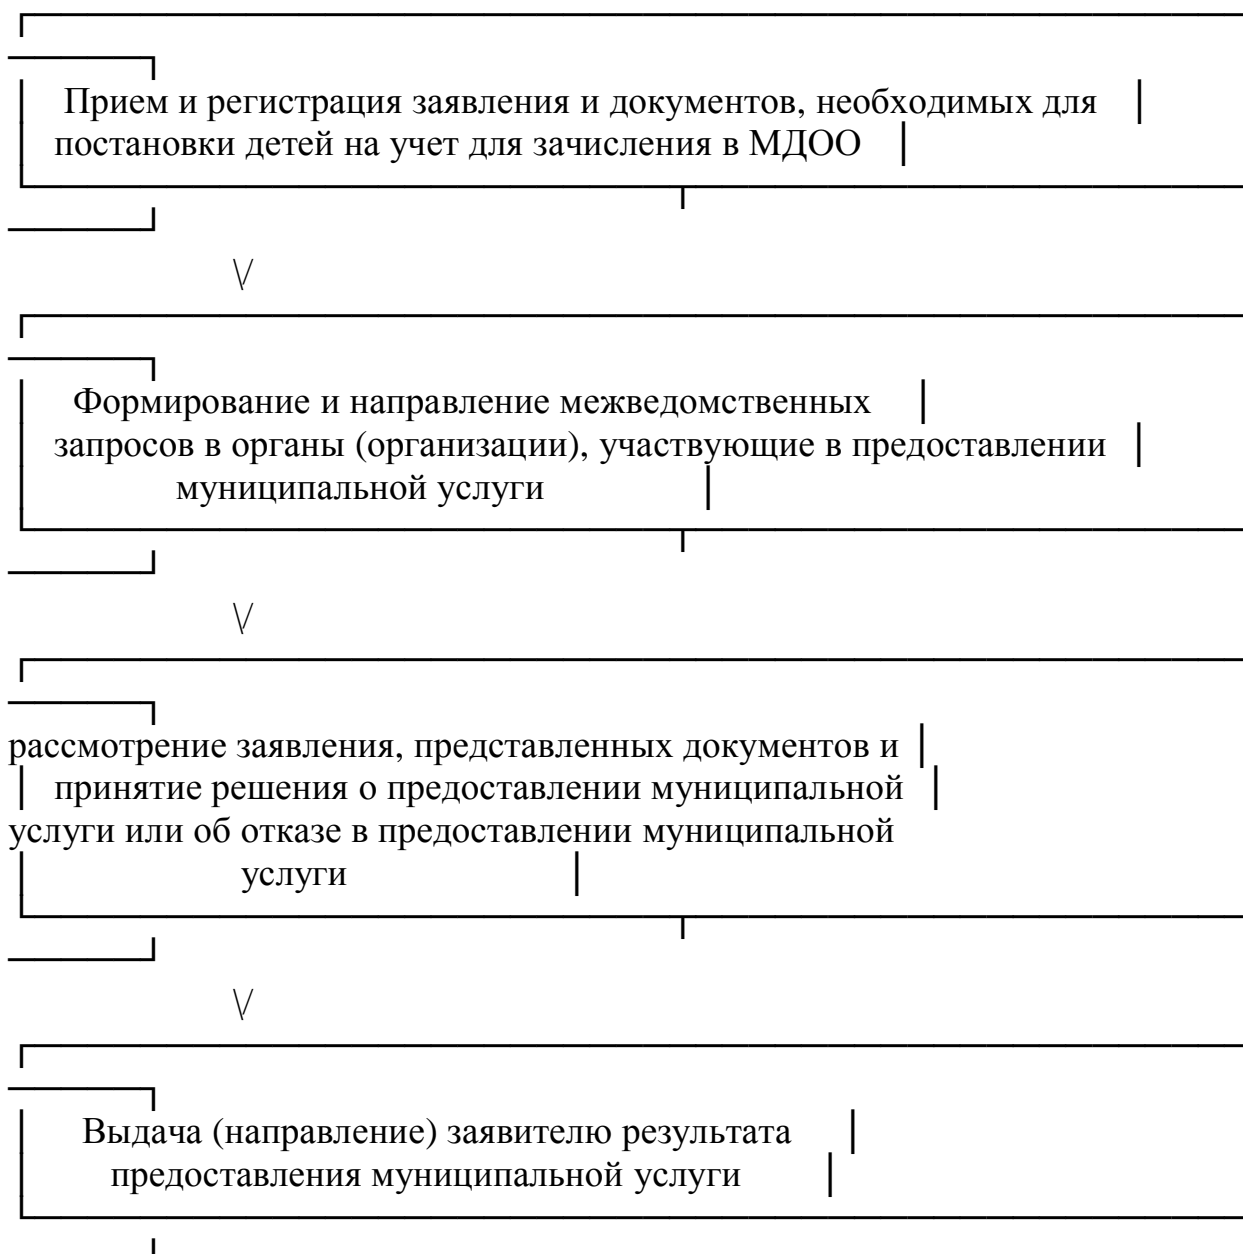 Прием и регистрация заявления и документов, необходимых для
постановки детей на учет для зачисления в МДОО
\/
Формирование и направление межведомственных
запросов в органы (организации), участвующие в предоставлении
муниципальной услуги
\/
рассмотрение заявления, представленных документов и
принятие решения о предоставлении муниципальной
услуги или об отказе в предоставлении муниципальной
услуги
\/
Выдача (направление) заявителю результата
предоставления муниципальной услуги